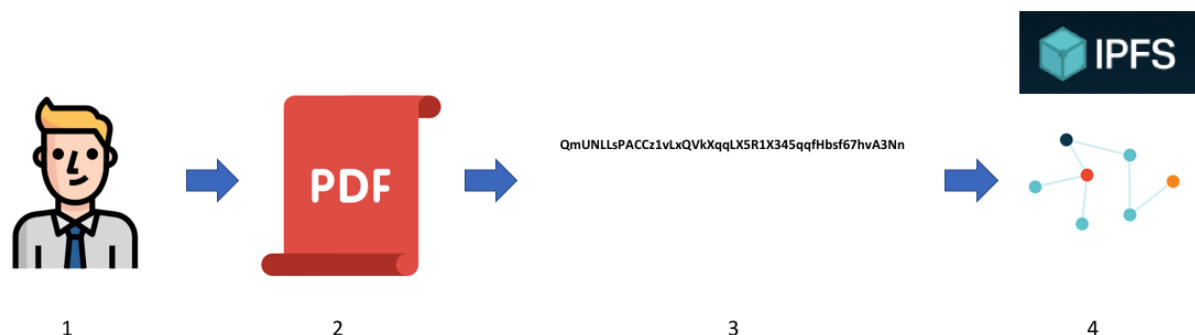 IPFS
PDF
QmUNLLsPACCz1vLxQVkXqqLX5R1X345qqfHbsf67hvA3Nn
1
2
3
4